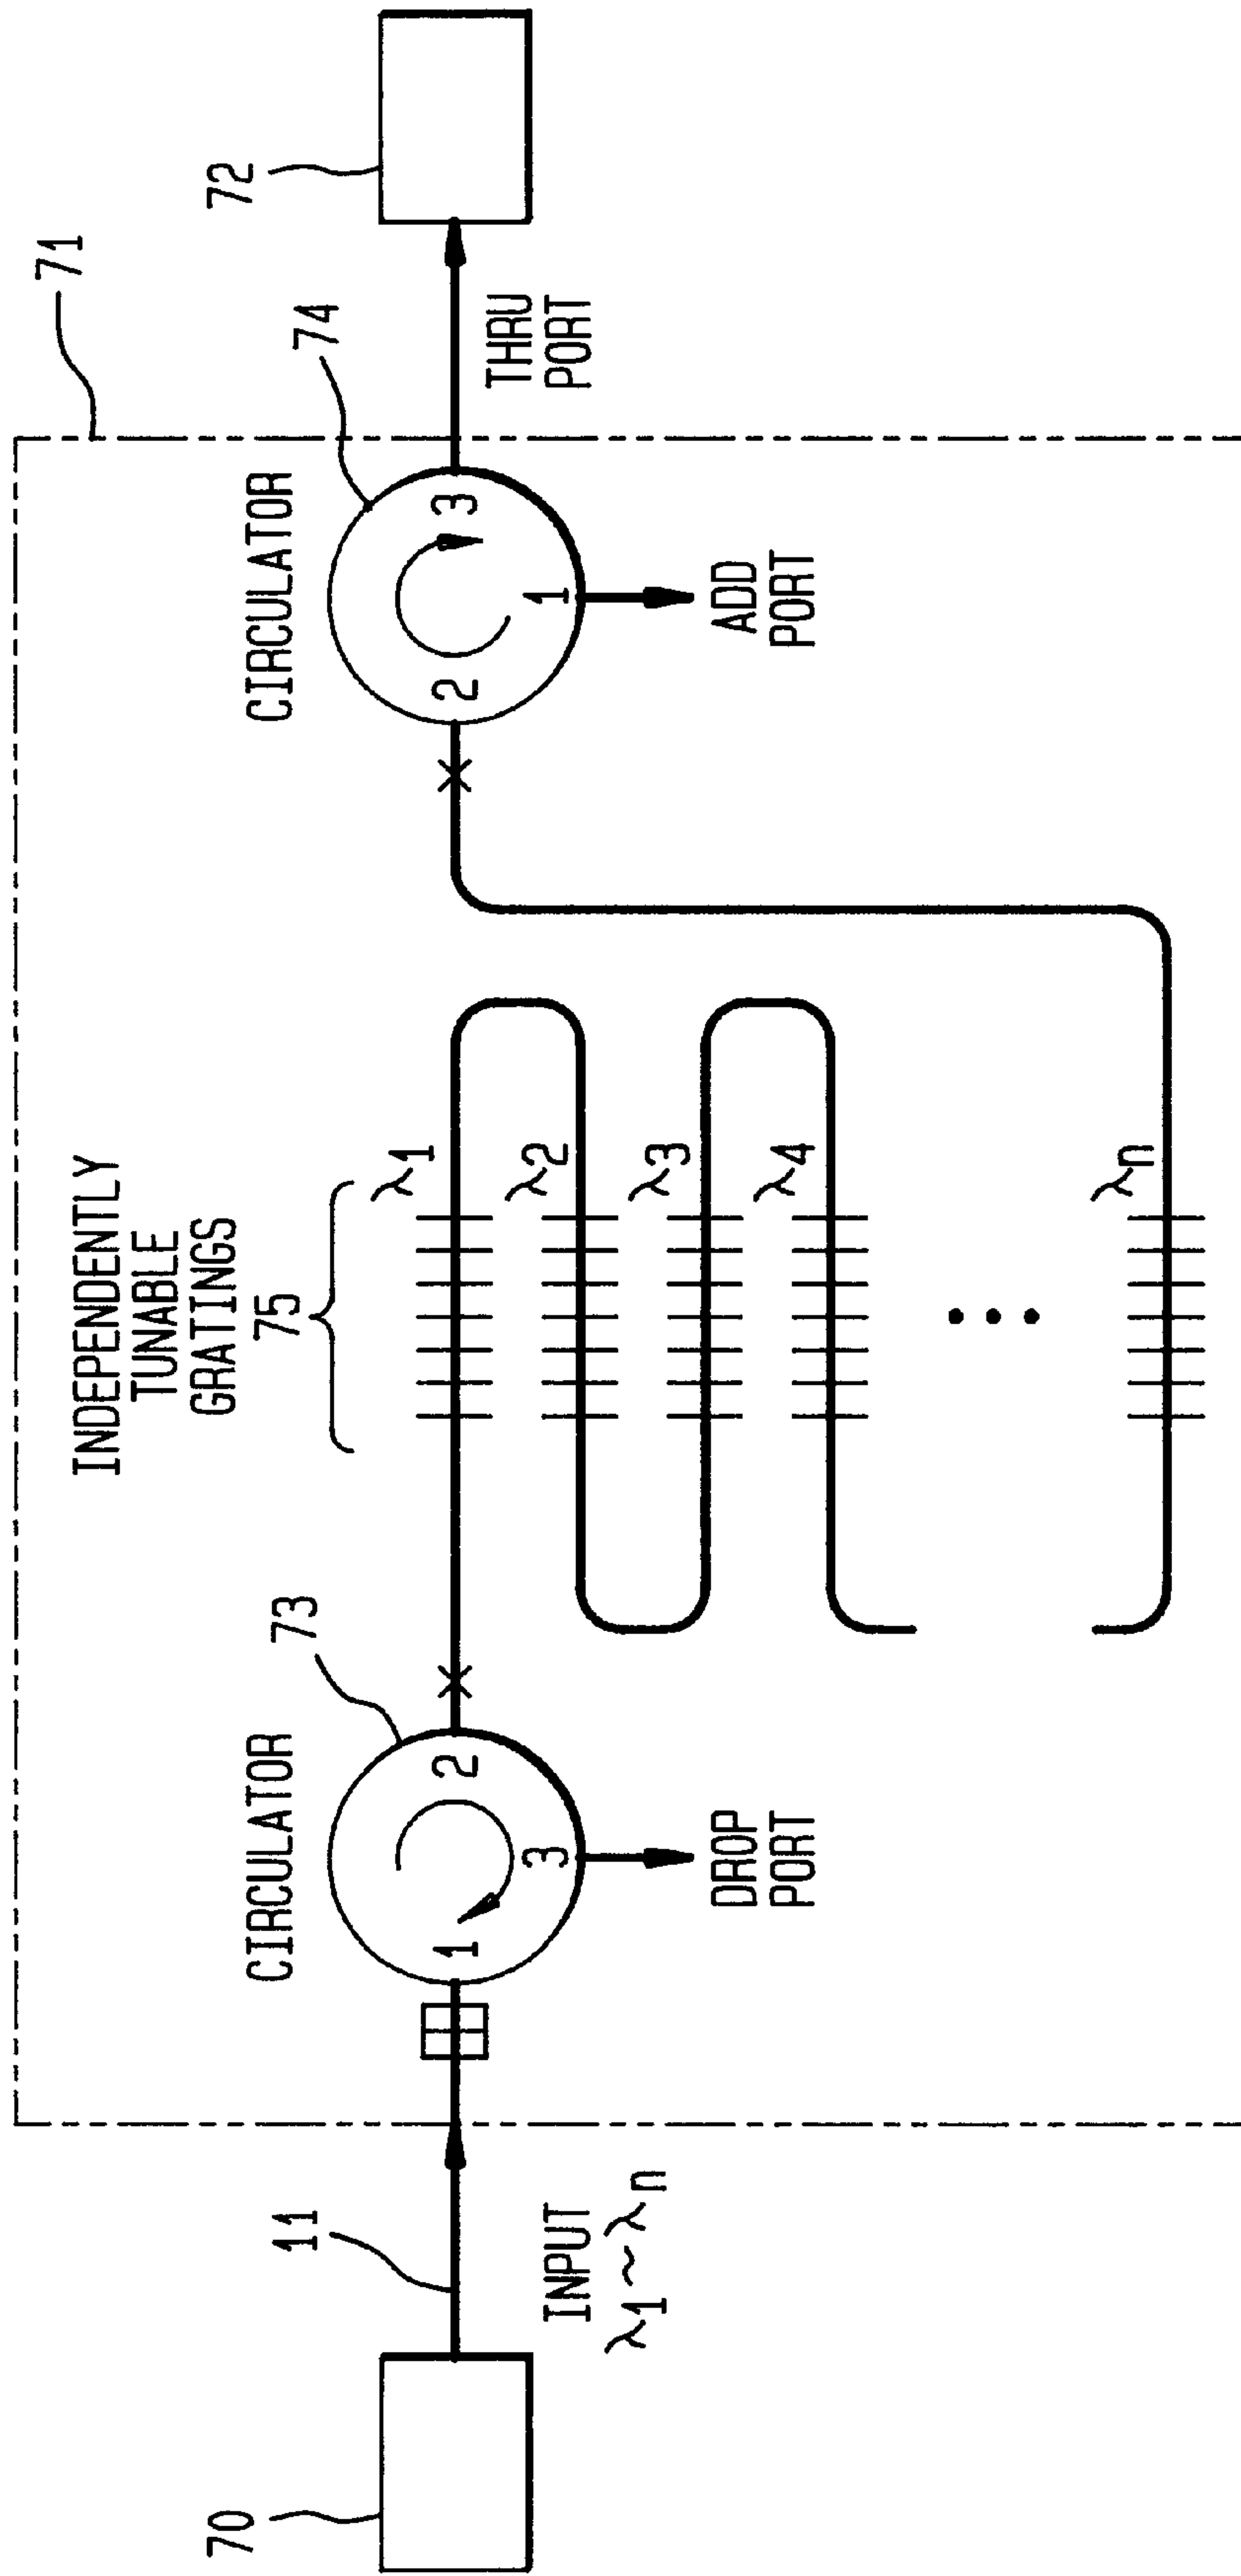 71
INDEPENDENTLY
TUNABLE
GRATINGS
75
CIRCULATOR
73
CIRCULATOR
74
70
11
72
λ1
λ2
λ3
λ4
λn
1
2
3
2
3
1
INPUT
λ1~λn
THRU
PORT
DROP
PORT
ADD
PORT